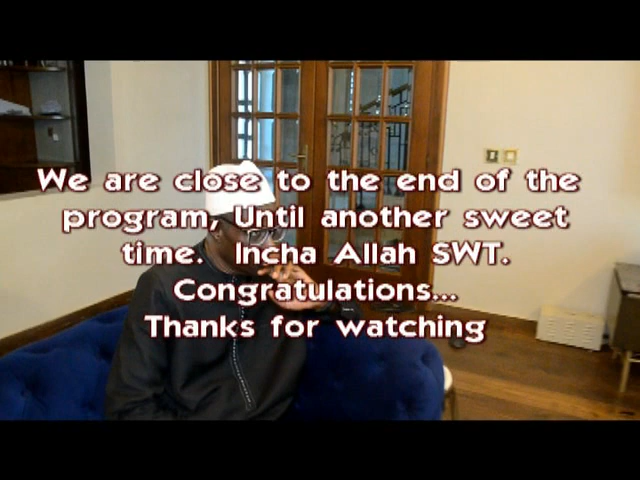 We are close to the end of the
program, Until another sweet
time. Incha Allah SWT.
Congratulations...
Thanks for watching